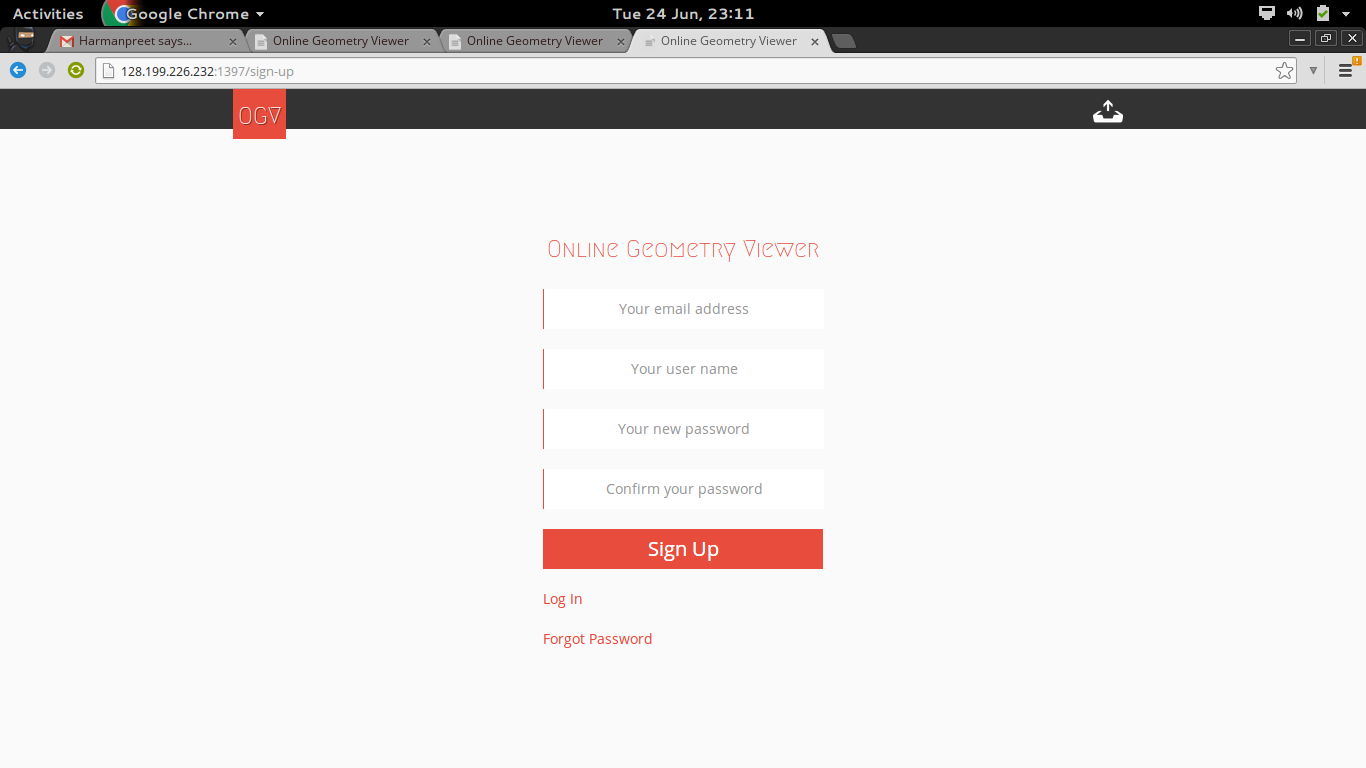 Activities Google Chrome Tue 24 Jun, 23:11
Harmanpreet says... Online Geometry Viewer Online Geometry Viewer Online Geometry Viewer
128.199.226.232:1397/sign-up
OGV
Online Geometry Viewer
Your email address
Your user name
Your new password
Confirm your password
Sign Up
Log In
Forgot Password